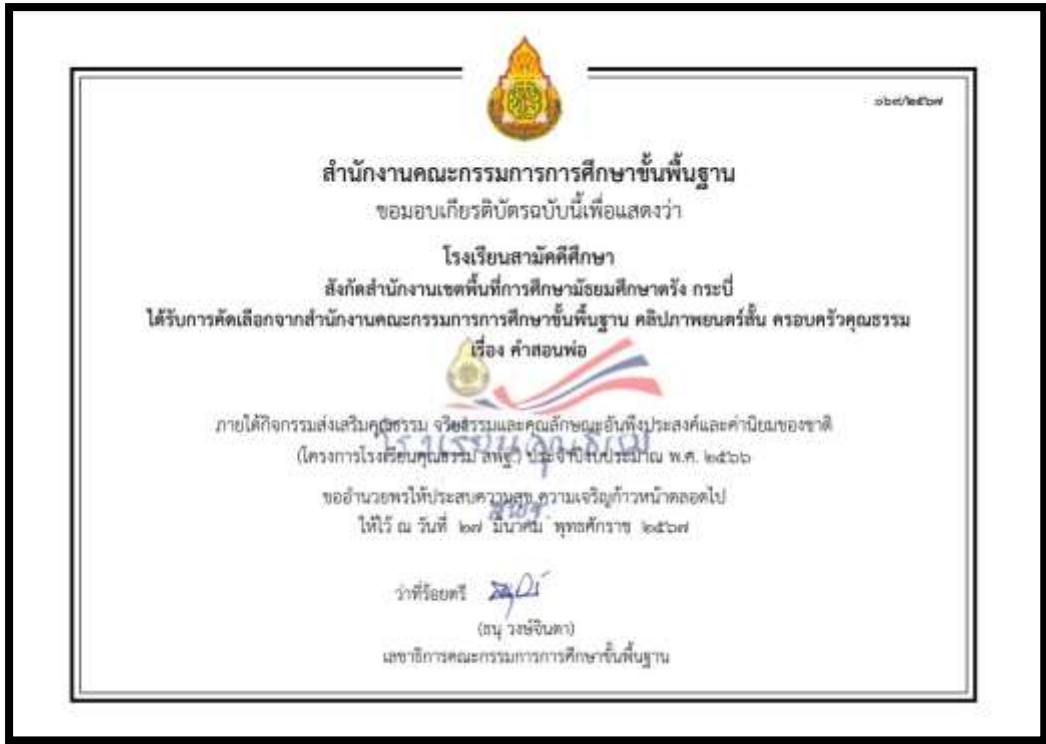 ๑๖๙/๒๕๖๗
สำนักงานคณะกรรมการการศึกษาขั้นพื้นฐาน
ขอมอบเกียรติบัตรฉบับนี้เพื่อแสดงว่า
โรงเรียนสามัคคีศึกษา
สังกัดสำนักงานเขตพื้นที่การศึกษามัธยมศึกษาตรัง กระบี่
ได้รับการคัดเลือกจากสำนักงานคณะกรรมการการศึกษาขั้นพื้นฐาน คลิปภาพยนตร์สั้น ครอบครัวคุณธรรม
เรื่อง คำสอนพ่อ
ภายใต้กิจกรรมส่งเสริมคุณธรรม จริยธรรมและคุณลักษณะอันพึงประสงค์และค่านิยมของชาติ
โรงเรียนคุณธรรม
(โครงการโรงเรียนคุณธรรม สพฐ.) ประจำปีงบประมาณ พ.ศ. ๒๕๖๖
ขออำนวยพรให้ประสบความสุข ความเจริญก้าวหน้าตลอดไป
สพฐ.
ให้ไว้ ณ วันที่ ๒๗ มีนาคม พุทธศักราช ๒๕๖๗
ว่าที่ร้อยตรี
(ธนุ วงษ์จินดา)
เลขาธิการคณะกรรมการการศึกษาขั้นพื้นฐาน